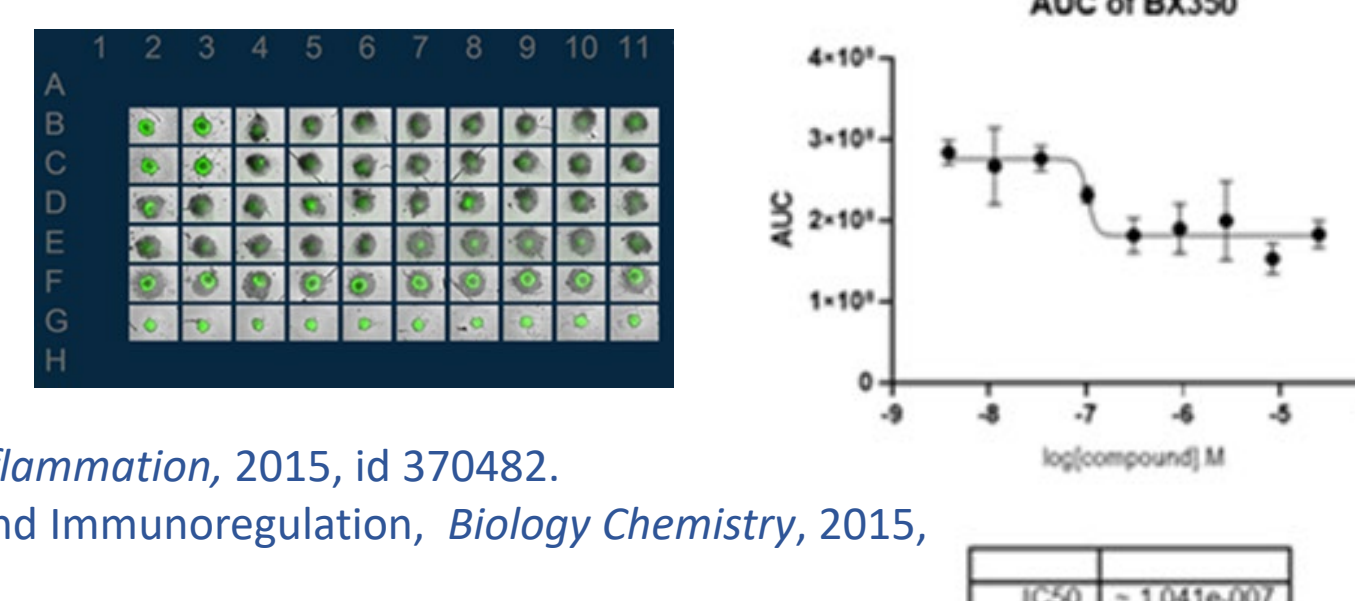 1 2 3 4 5 6 7 8 9 10 11
A
B
C
D
E
F
G
H
AUC of BX350
4×10⁸
3×10⁸
2×10⁸
1×10⁸
0
AUC
-9 -8 -7 -6 -5
log[compound] M
flammation, 2015, id 370482.
nd Immunoregulation, Biology Chemistry, 2015,
IC50 ~ 1.041e-007